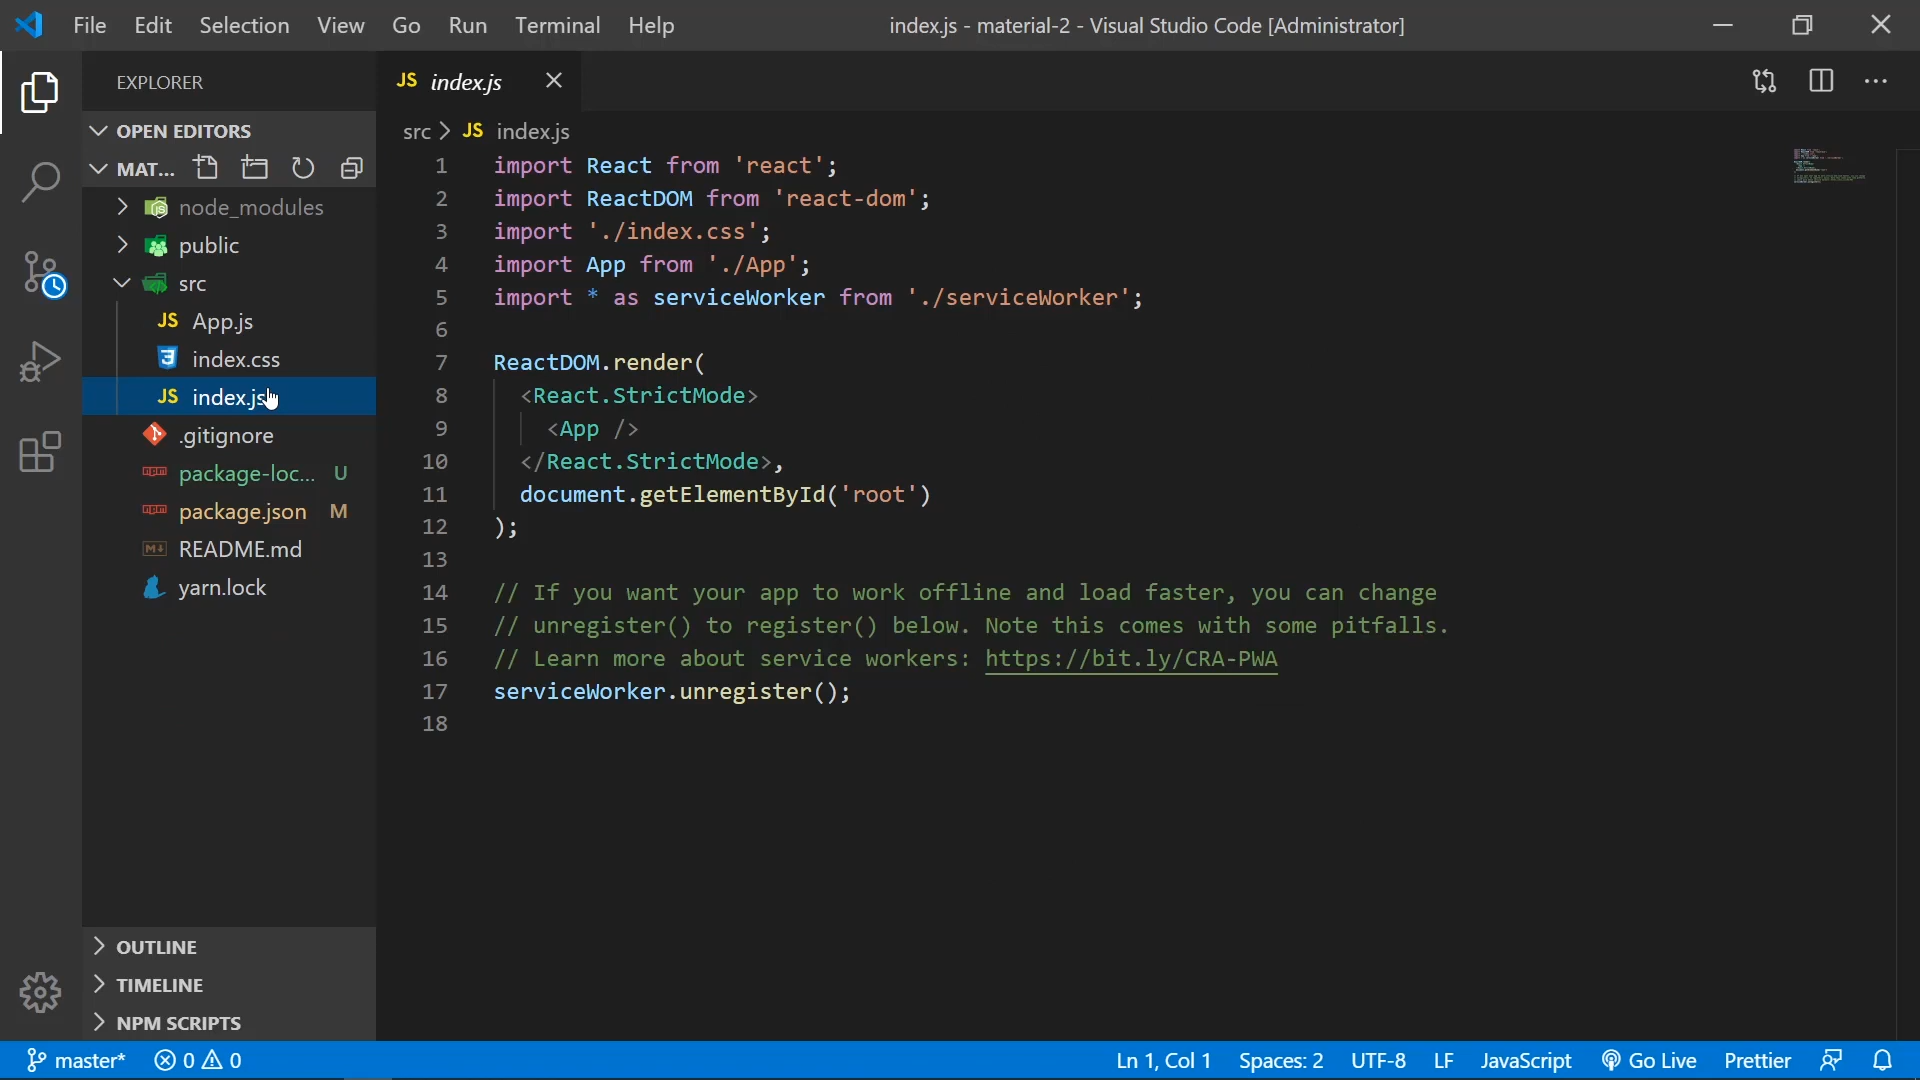 File Edit Selection View Go Run Terminal Help
index.js - material-2 - Visual Studio Code [Administrator]
EXPLORER
JS index.js
OPEN EDITORS
src > JS index.js
MAT...
node_modules
public
src
JS App.js
index.css
JS index.js
.gitignore
package-loc... U
package.json M
README.md
yarn.lock
OUTLINE
TIMELINE
NPM SCRIPTS
1 import React from 'react';
2 import ReactDOM from 'react-dom';
3 import './index.css';
4 import App from './App';
5 import * as serviceWorker from './serviceWorker';
6
7 ReactDOM.render(
8 <React.StrictMode>
9 <App />
10 </React.StrictMode>,
11 document.getElementById('root')
12 );
13
14 // If you want your app to work offline and load faster, you can change
15 // unregister() to register() below. Note this comes with some pitfalls.
16 // Learn more about service workers: https://bit.ly/CRA-PWA
17 serviceWorker.unregister();
18
master* 0 0
Ln 1, Col 1 Spaces: 2 UTF-8 LF JavaScript Go Live Prettier